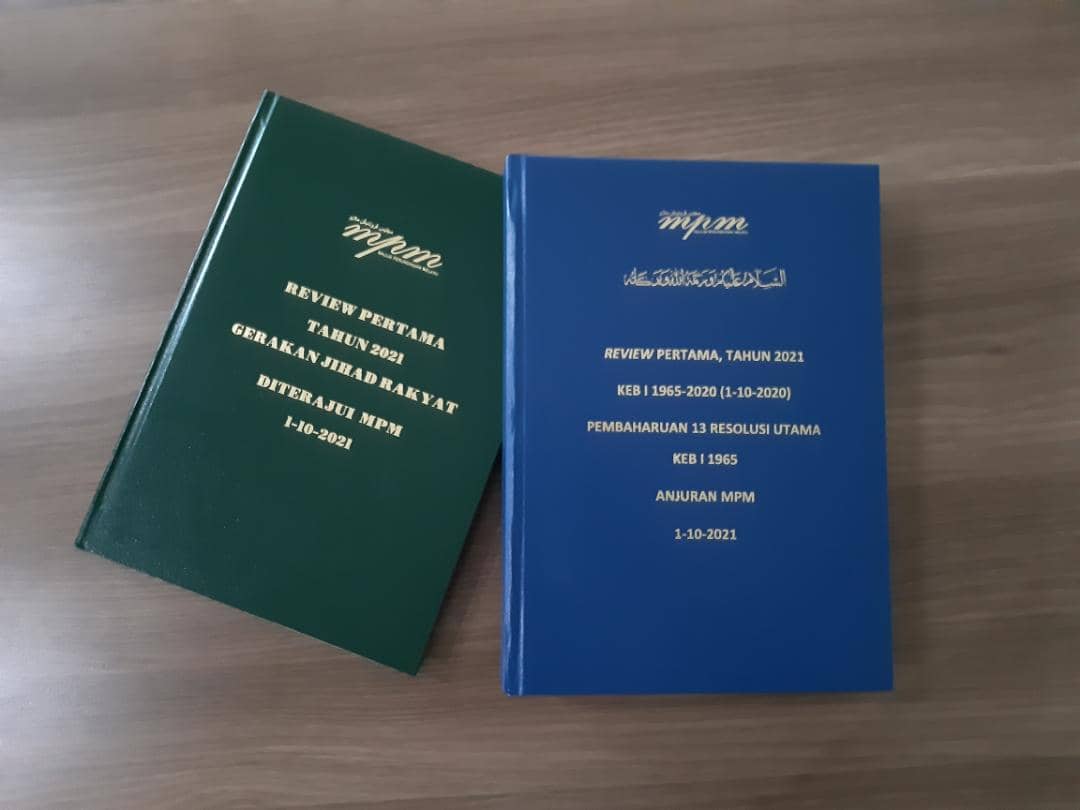 mpm
REVIEW PERTAMA
TAHUN 2021
GERAKAN JIHAD RAKYAT
DITERAJUI MPM
1-10-2021
mpm
السلام عليكم ورحمة الله وبركاته
REVIEW PERTAMA, TAHUN 2021
KEB I 1965-2020 (1-10-2020)
PEMBAHARUAN 13 RESOLUSI UTAMA
KEB I 1965
ANJURAN MPM
1-10-2021